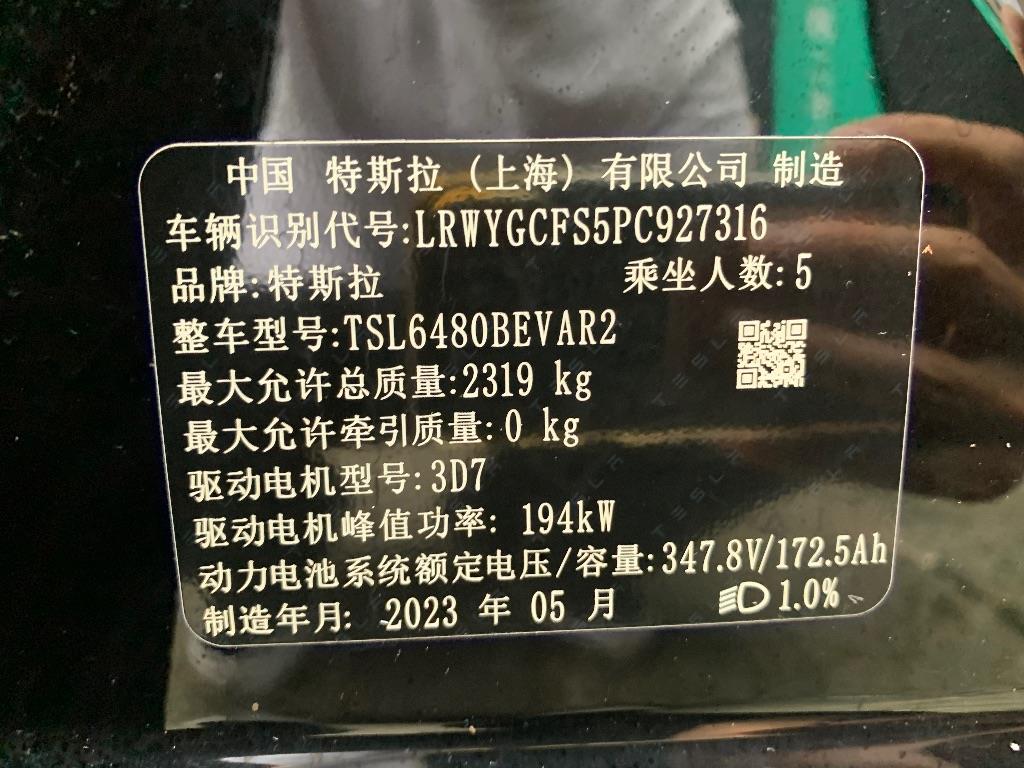 中国 特斯拉（上海）有限公司 制造
车辆识别代号:LRWYGCFS5PC927316
品牌:特斯拉 乘坐人数:5
整车型号:TSL6480BEVAR2
最大允许总质量:2319 kg
最大允许牵引质量:0 kg
驱动电机型号:3D7
驱动电机峰值功率: 194kW
动力电池系统额定电压/容量:347.8V/172.5Ah
制造年月: 2023 年 05 月 1.0%
TESLA